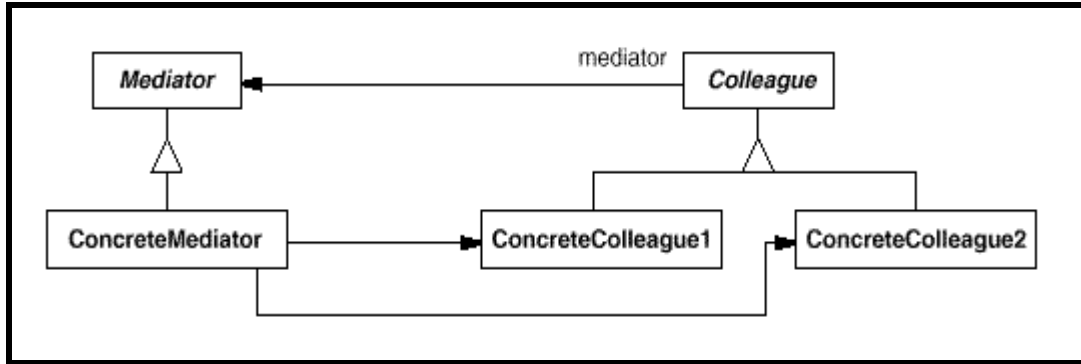 mediator
Mediator
Colleague
ConcreteMediator
ConcreteColleague1
ConcreteColleague2